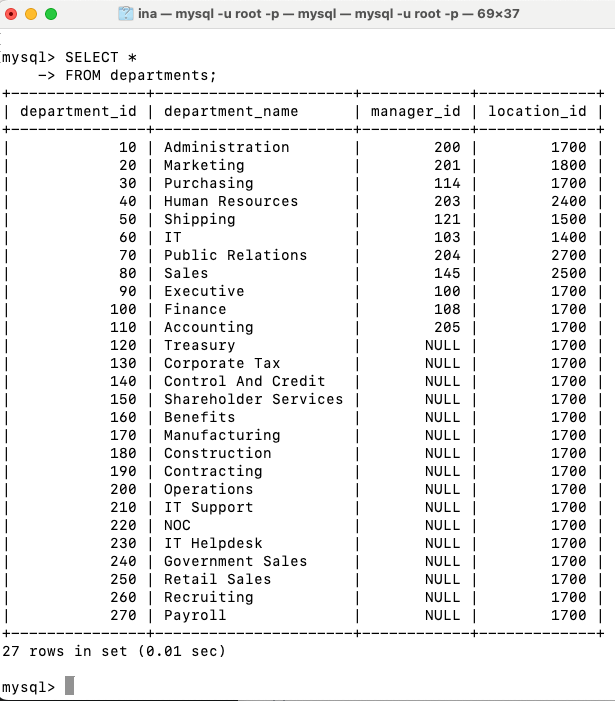 ina — mysql -u root -p — mysql — mysql -u root -p — 69×37
mysql> SELECT *
    -> FROM departments;
+---------------+----------------------+------------+-------------+
| department_id | department_name      | manager_id | location_id |
+---------------+----------------------+------------+-------------+
|            10 | Administration       |        200 |        1700 |
|            20 | Marketing            |        201 |        1800 |
|            30 | Purchasing           |        114 |        1700 |
|            40 | Human Resources      |        203 |        2400 |
|            50 | Shipping             |        121 |        1500 |
|            60 | IT                   |        103 |        1400 |
|            70 | Public Relations     |        204 |        2700 |
|            80 | Sales                |        145 |        2500 |
|            90 | Executive            |        100 |        1700 |
|           100 | Finance              |        108 |        1700 |
|           110 | Accounting           |        205 |        1700 |
|           120 | Treasury             |       NULL |        1700 |
|           130 | Corporate Tax        |       NULL |        1700 |
|           140 | Control And Credit   |       NULL |        1700 |
|           150 | Shareholder Services |       NULL |        1700 |
|           160 | Benefits             |       NULL |        1700 |
|           170 | Manufacturing        |       NULL |        1700 |
|           180 | Construction         |       NULL |        1700 |
|           190 | Contracting          |       NULL |        1700 |
|           200 | Operations           |       NULL |        1700 |
|           210 | IT Support           |       NULL |        1700 |
|           220 | NOC                  |       NULL |        1700 |
|           230 | IT Helpdesk          |       NULL |        1700 |
|           240 | Government Sales     |       NULL |        1700 |
|           250 | Retail Sales         |       NULL |        1700 |
|           260 | Recruiting           |       NULL |        1700 |
|           270 | Payroll              |       NULL |        1700 |
+---------------+----------------------+------------+-------------+
27 rows in set (0.01 sec)
mysql>